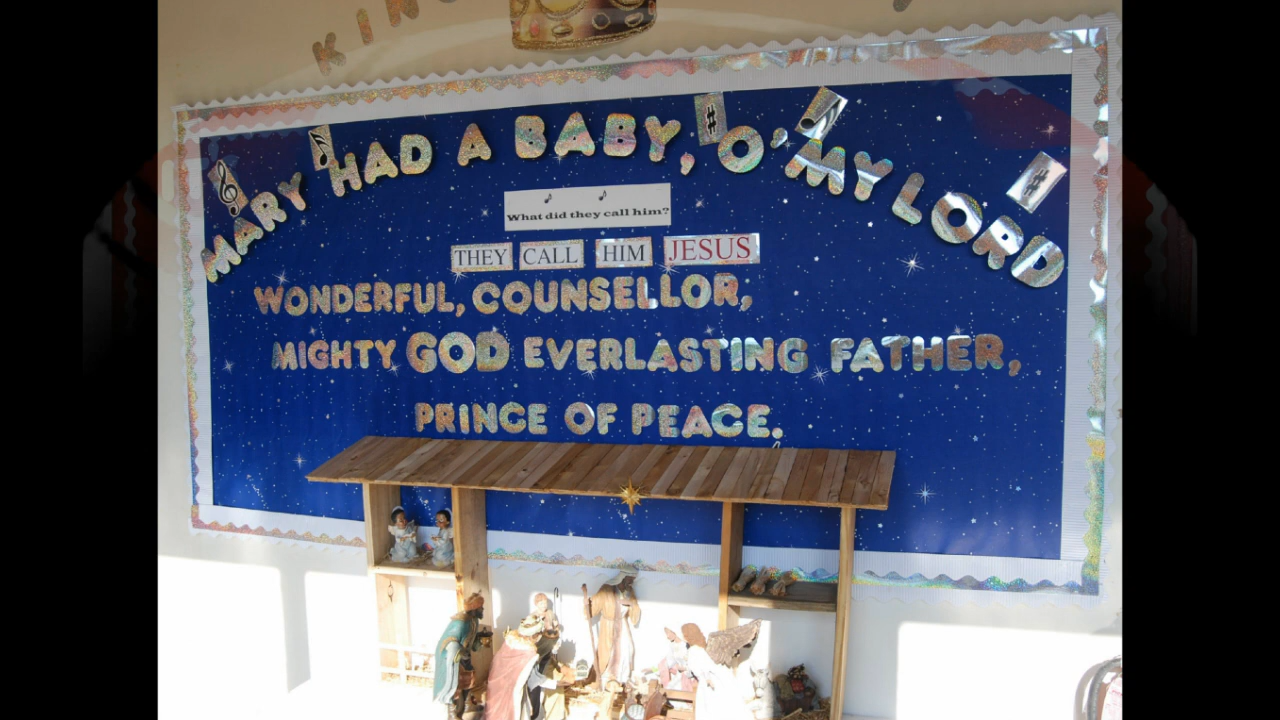 MARY HAD A BABY, O' MY LORD
What did they call him?
THEY CALL HIM JESUS
WONDERFUL, COUNSELLOR,
MIGHTY GOD EVERLASTING FATHER,
PRINCE OF PEACE.